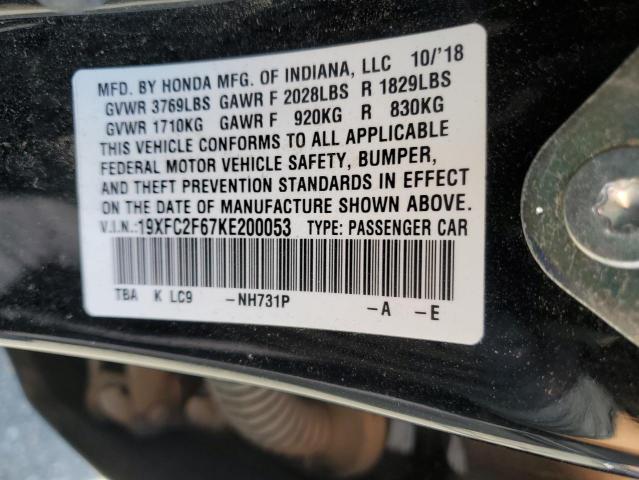 MFD. BY HONDA MFG. OF INDIANA, LLC 10/'18
GVWR 3769LBS GAWR F 2028LBS R 1829LBS
GVWR 1710KG GAWR F 920KG R 830KG
THIS VEHICLE CONFORMS TO ALL APPLICABLE
FEDERAL MOTOR VEHICLE SAFETY, BUMPER,
AND THEFT PREVENTION STANDARDS IN EFFECT
ON THE DATE OF MANUFACTURE SHOWN ABOVE.
V.I.N.:19XFC2F67KE200053 TYPE: PASSENGER CAR
TBA K LC9 -NH731P -A -E